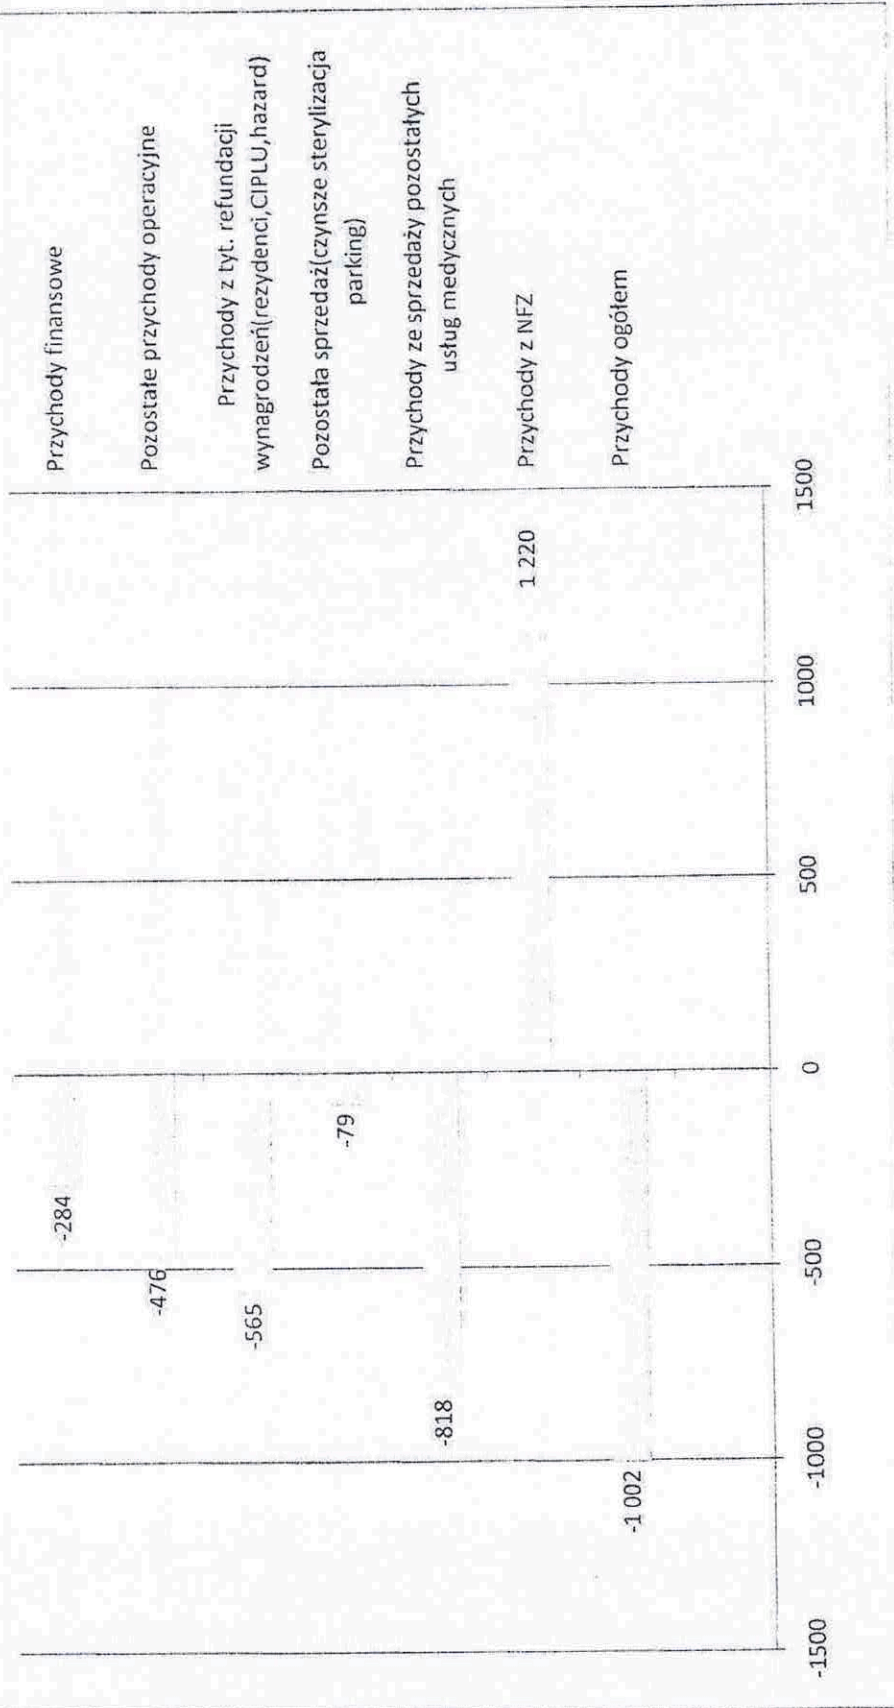 Przychody finansowe
-284
Pozostałe przychody operacyjne
-476
Przychody z tyt. refundacji
wynagrodzeń(rezydenci,CIPLU,hazard)
-565
Pozostała sprzedaż(czynsze sterylizacja
parking)
-79
Przychody ze sprzedaży pozostałych
usług medycznych
-818
Przychody z NFZ
1 220
Przychody ogółem
-1 002
-1500
-1000
-500
0
500
1000
1500